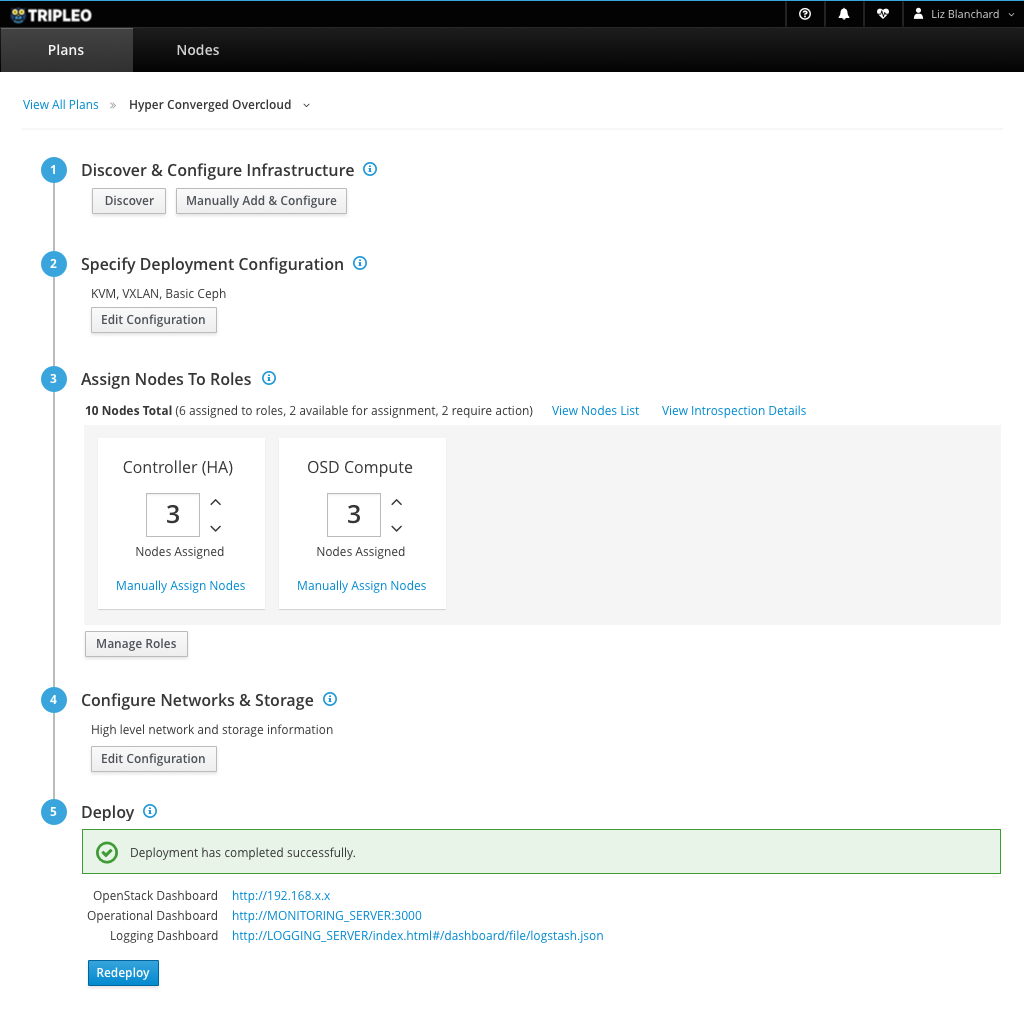 TRIPLEO
Liz Blanchard
Plans Nodes
View All Plans » Hyper Converged Overcloud
1 Discover & Configure Infrastructure
Discover Manually Add & Configure
2 Specify Deployment Configuration
KVM, VXLAN, Basic Ceph
Edit Configuration
3 Assign Nodes To Roles
10 Nodes Total (6 assigned to roles, 2 available for assignment, 2 require action) View Nodes List View Introspection Details
Controller (HA) OSD Compute
3 3
Nodes Assigned Nodes Assigned
Manually Assign Nodes Manually Assign Nodes
Manage Roles
4 Configure Networks & Storage
High level network and storage information
Edit Configuration
5 Deploy
Deployment has completed successfully.
OpenStack Dashboard http://192.168.x.x
Operational Dashboard http://MONITORING_SERVER:3000
Logging Dashboard http://LOGGING_SERVER/index.html#/dashboard/file/logstash.json
Redeploy